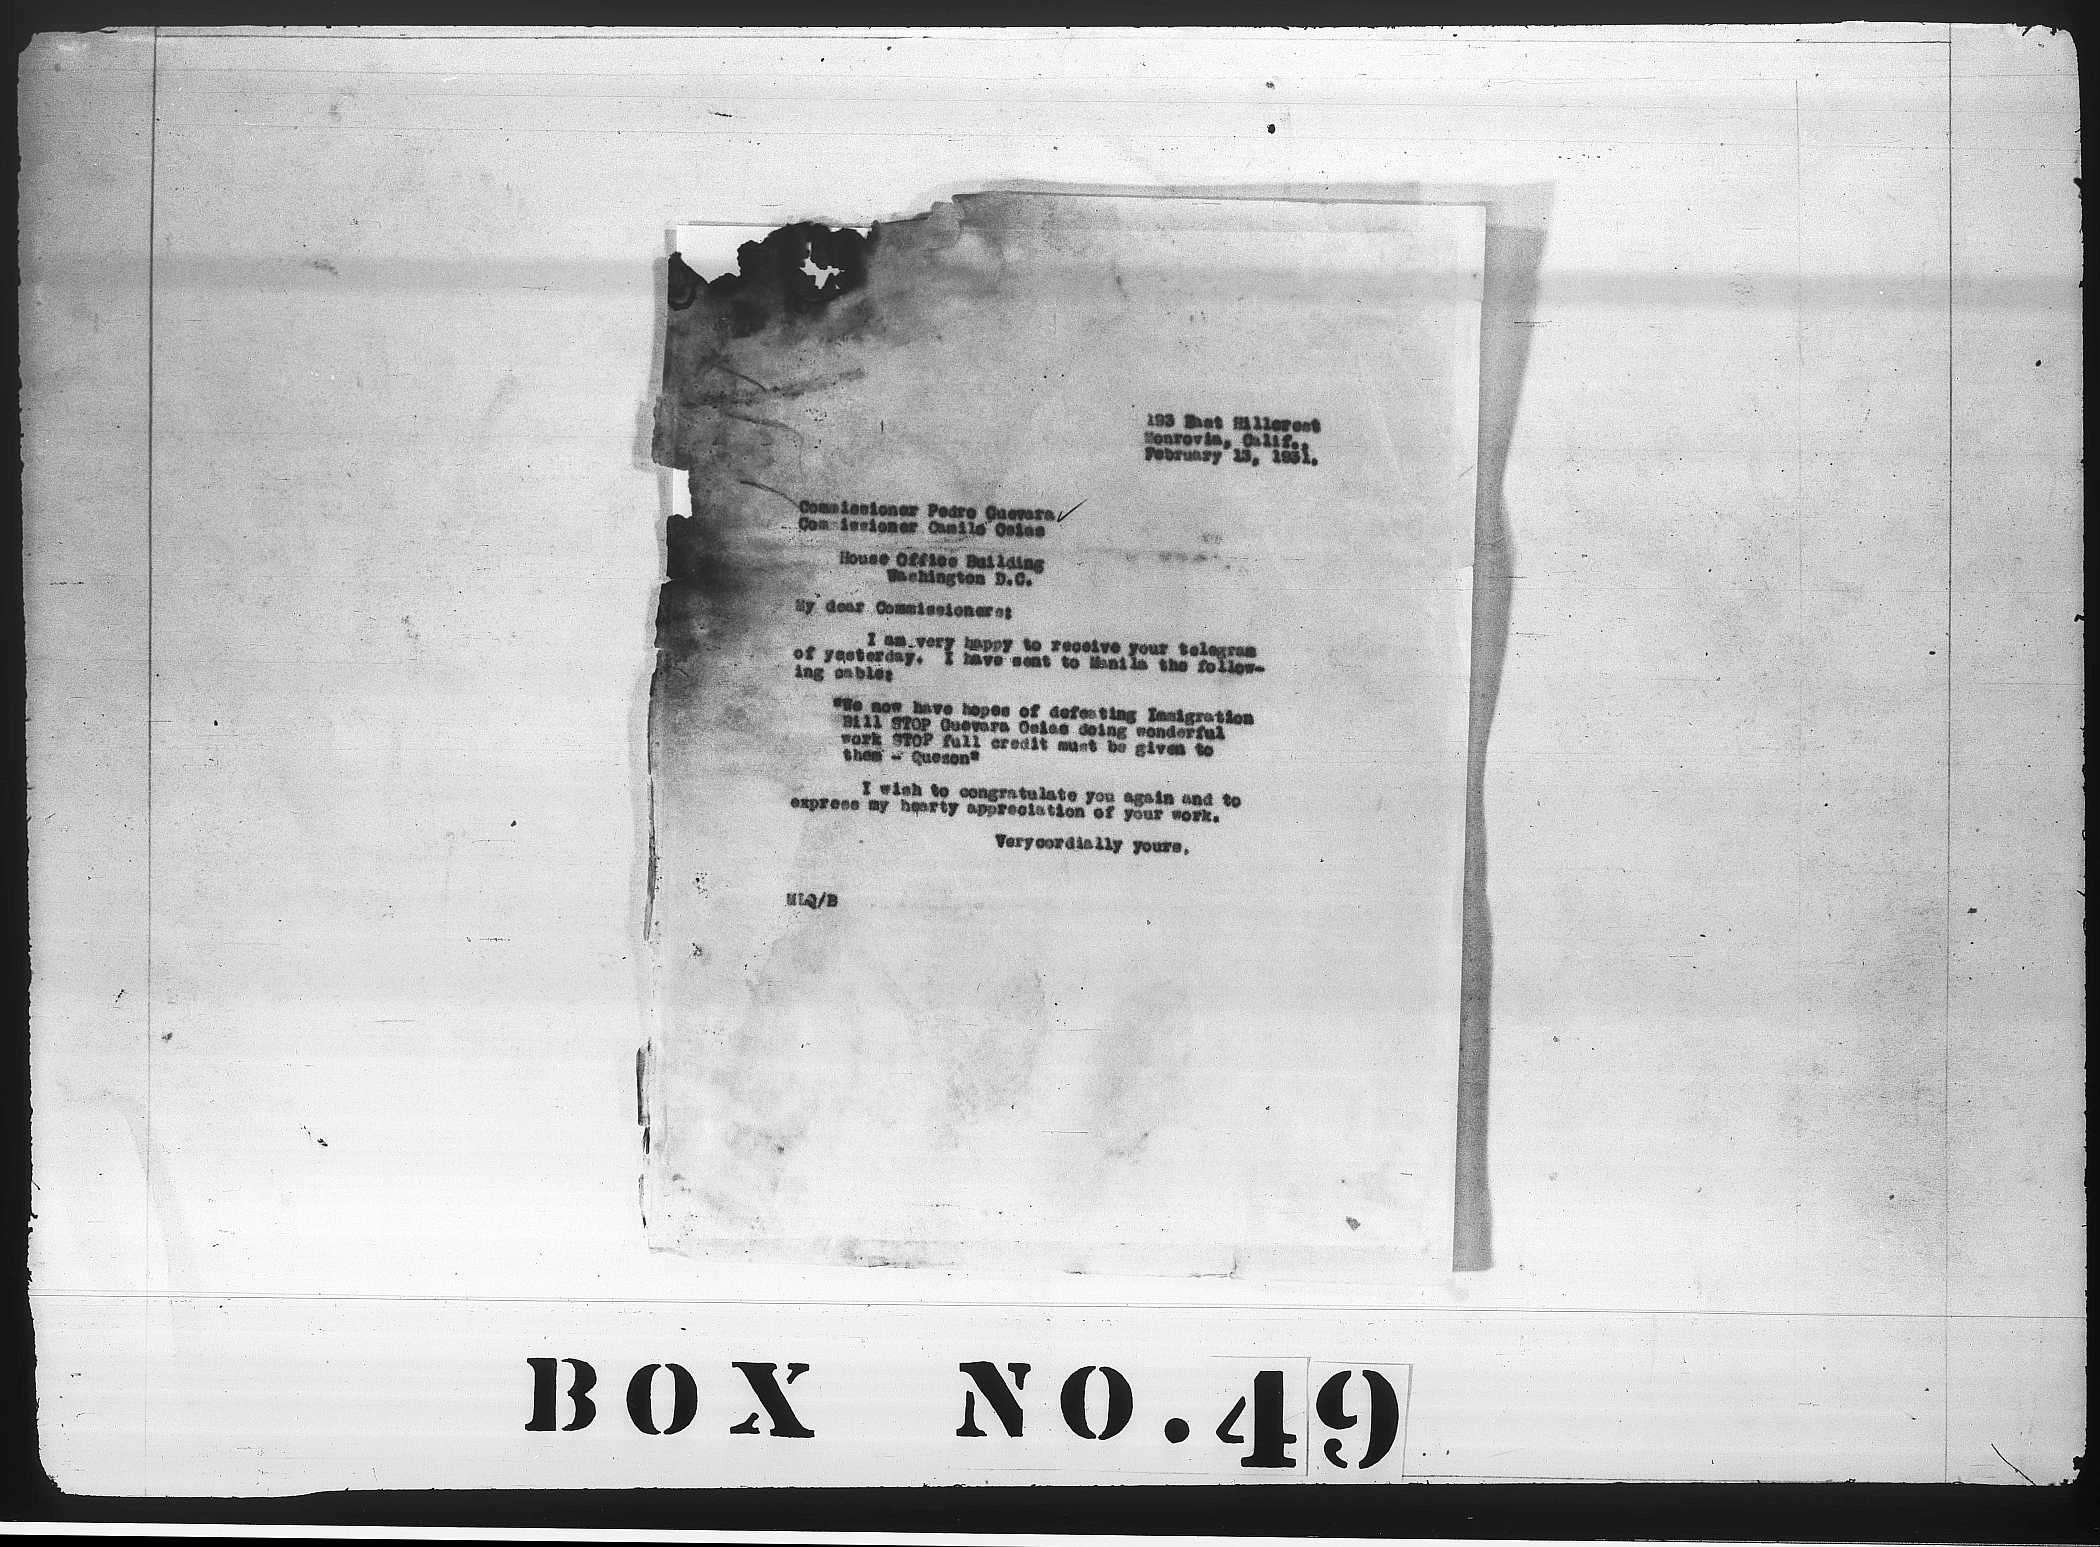 193 East Hillcrest
Monrovia, Calif.,
February 13, 1931.
Commissioner Pedro Guevara
Commissioner Camilo Osias
House Office Building
Washington D.C.
My dear Commissioners:
I am very happy to receive your telegram
of yesterday. I have sent to Manila the follow-
ing cable:
"We now have hopes of defeating Immigration
Bill STOP Guevara Osias doing wonderful
work STOP full credit must be given to
them - Quezon"
I wish to congratulate you again and to
express my hearty appreciation of your work.
Verycordially yours,
MLQ/B
BOX NO. 49